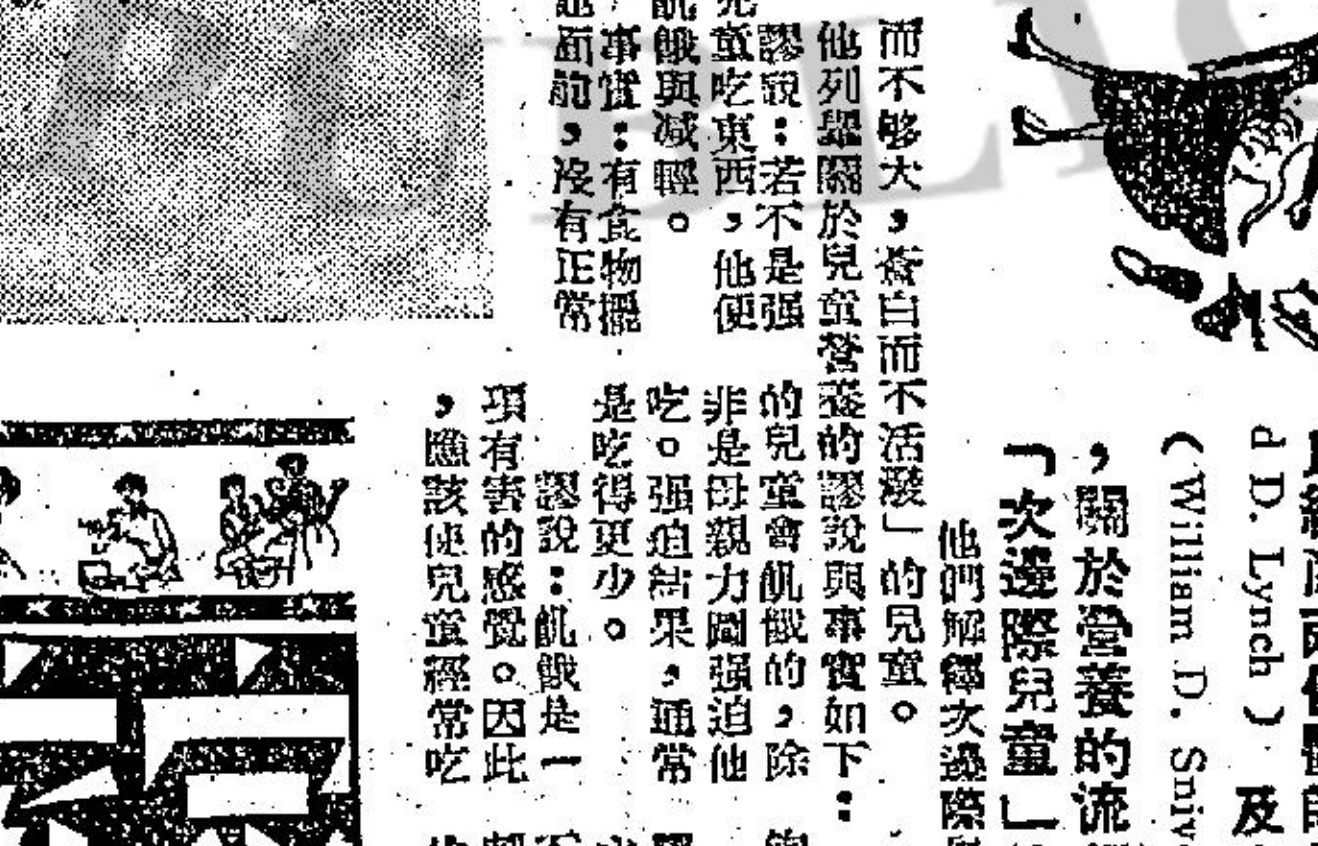 及
d D. Lynch )
( William D. Sniv
，關於營養的流
「次邊際兒童」
他們解釋次邊際
而不够大，蒼白而不活潑」的兒童。
他列舉關於兒童營養的謬說與事實如下：
謬說：若不是强
童吃東西，他便
飢餓與減輕。
事實：有食物擺
面前，沒有正常
的兒童會飢餓的，除
非是母親力圖强迫他
吃。强迫結果，通常
是吃得更少。
謬說：飢餓是一
項有害的感覺。因此
，應該使兒童經常吃